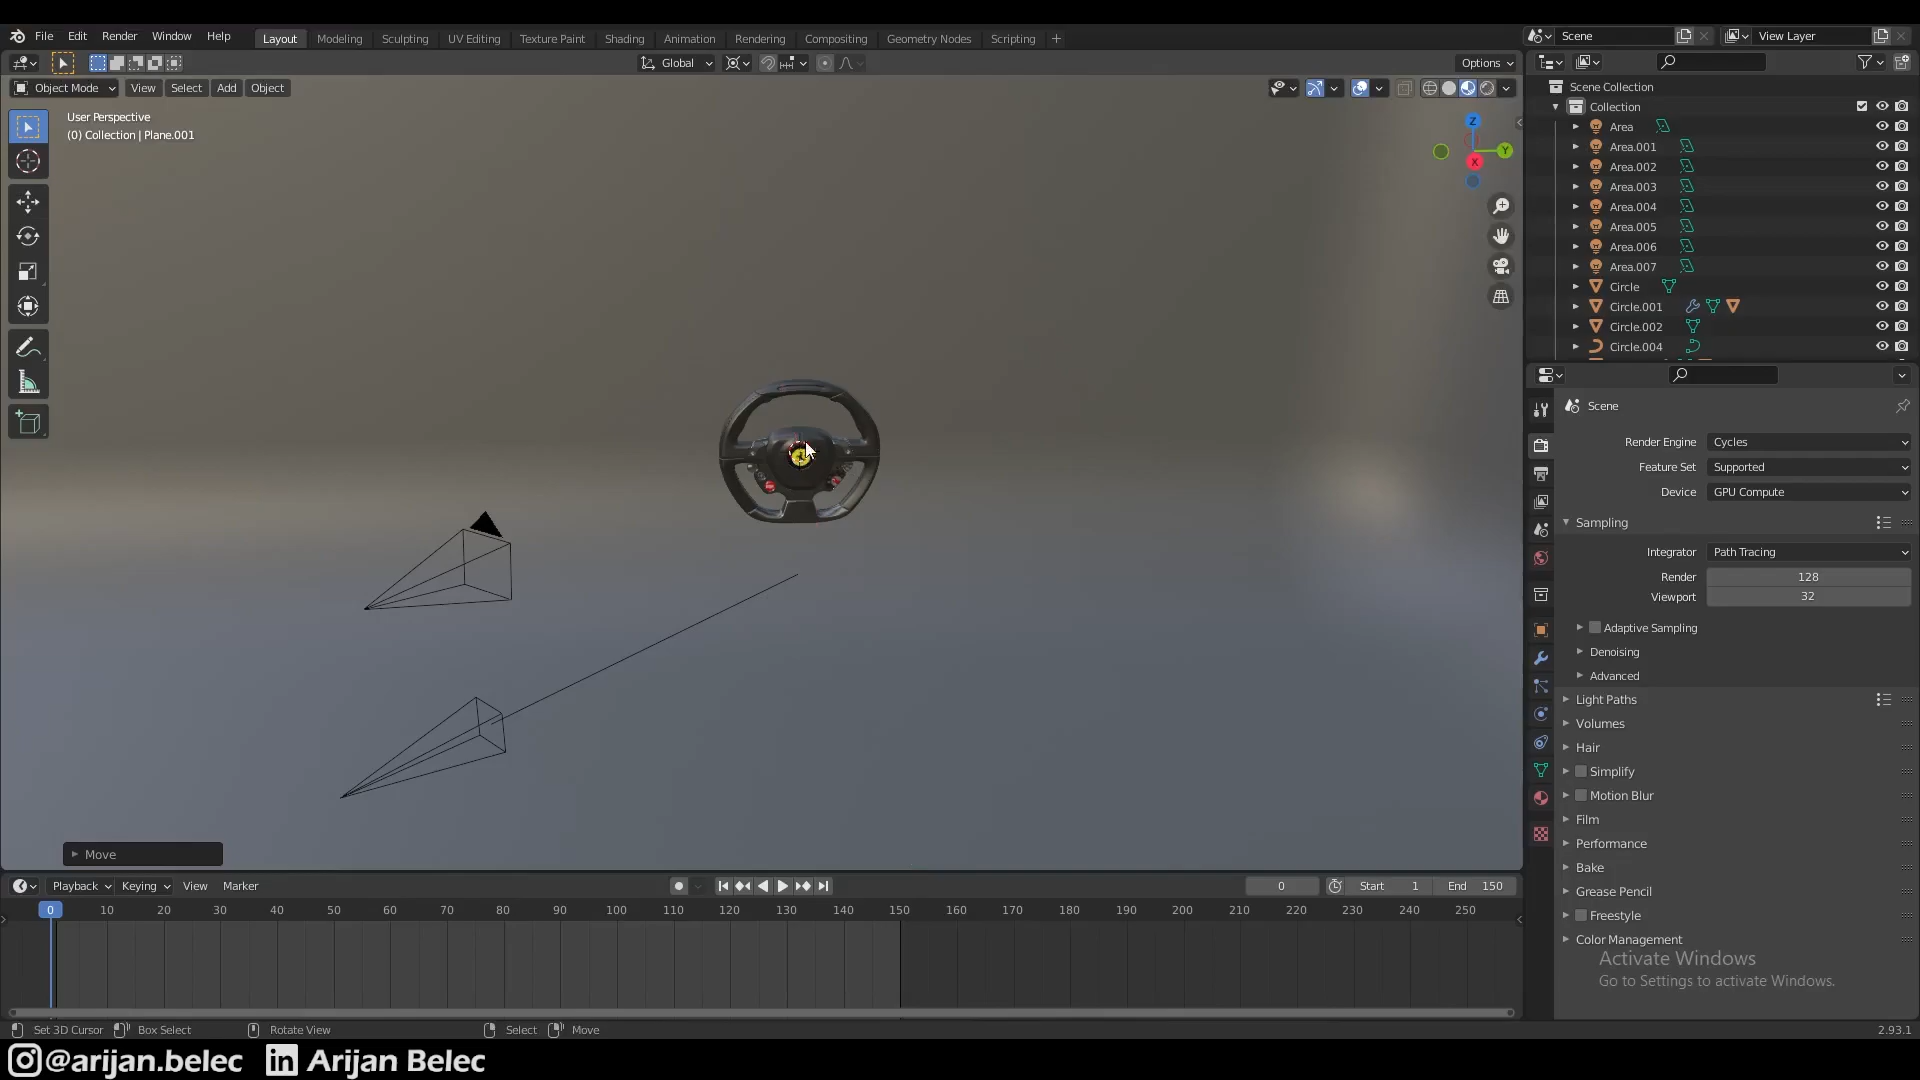 File Edit Render Window Help
Layout Modeling Sculpting UV Editing Texture Paint Shading Animation Rendering Compositing Geometry Nodes Scripting +
Scene
View Layer
Global
Options
Object Mode View Select Add Object
User Perspective
(0) Collection | Plane.001
Z
Y
X
Scene Collection
Collection
Area
Area.001
Area.002
Area.003
Area.004
Area.005
Area.006
Area.007
Circle
Circle.001
Circle.002
Circle.004
Scene
Render Engine Cycles
Feature Set Supported
Device GPU Compute
Sampling
Integrator Path Tracing
Render 128
Viewport 32
Adaptive Sampling
Denoising
Advanced
Light Paths
Volumes
Hair
Simplify
Motion Blur
Film
Performance
Bake
Grease Pencil
Freestyle
Color Management
Activate Windows
Go to Settings to activate Windows.
Move
Playback Keying View Marker
0 Start 1 End 150
0 10 20 30 40 50 60 70 80 90 100 110 120 130 140 150 160 170 180 190 200 210 220 230 240 250
Set 3D Cursor Box Select Rotate View Select Move
2.93.1
@arijan.belec in Arijan Belec